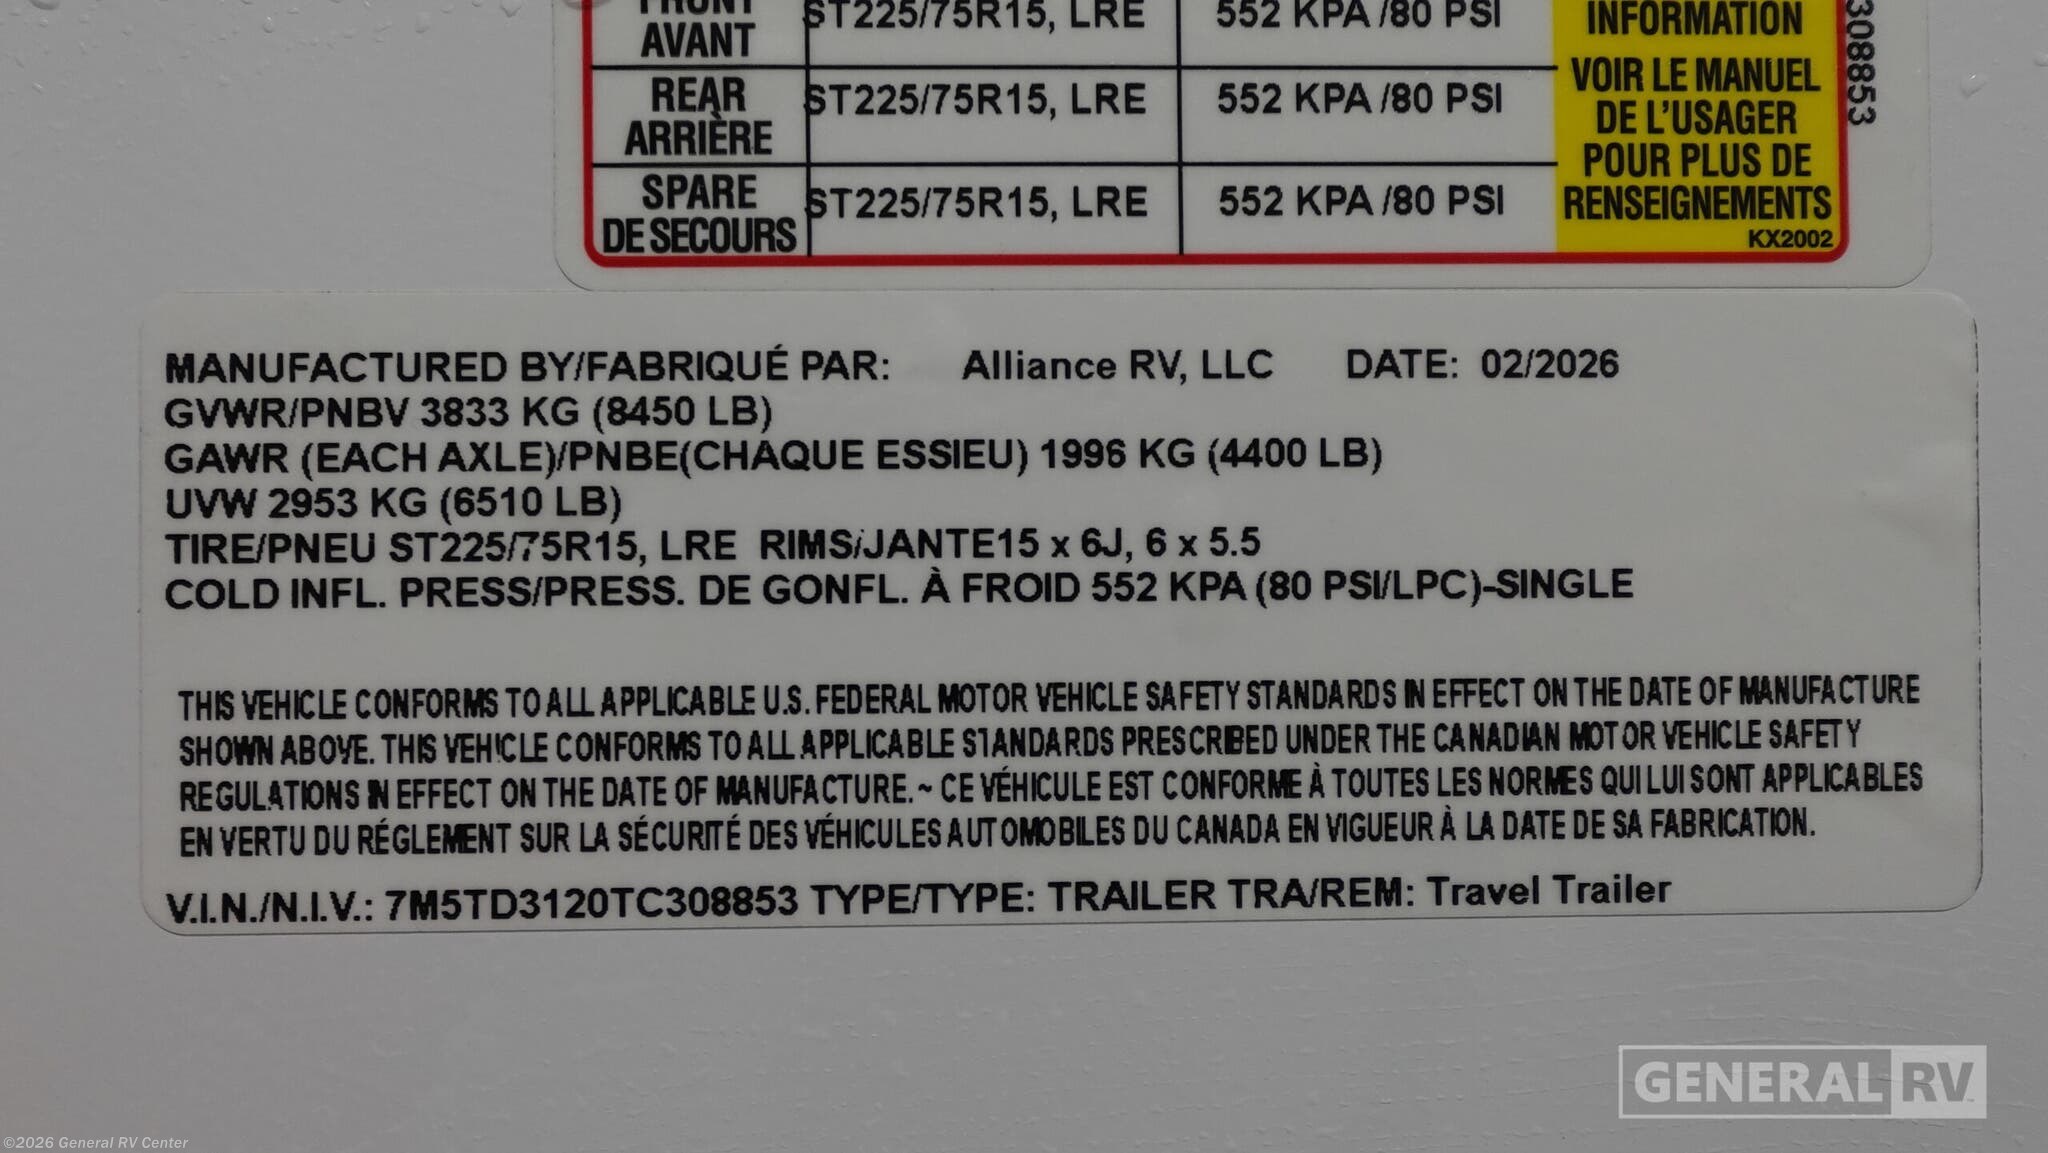 FRONT
AVANT
ST225/75R15, LRE
552 KPA /80 PSI
REAR
ARRIÈRE
ST225/75R15, LRE
552 KPA /80 PSI
SPARE
DE SECOURS
ST225/75R15, LRE
552 KPA /80 PSI
INFORMATION
VOIR LE MANUEL
DE L'USAGER
POUR PLUS DE
RENSEIGNEMENTS
KX2002
308853
MANUFACTURED BY/FABRIQUÉ PAR: Alliance RV, LLC DATE: 02/2026
GVWR/PNBV 3833 KG (8450 LB)
GAWR (EACH AXLE)/PNBE(CHAQUE ESSIEU) 1996 KG (4400 LB)
UVW 2953 KG (6510 LB)
TIRE/PNEU ST225/75R15, LRE RIMS/JANTE15 x 6J, 6 x 5.5
COLD INFL. PRESS/PRESS. DE GONFL. À FROID 552 KPA (80 PSI/LPC)-SINGLE
THIS VEHICLE CONFORMS TO ALL APPLICABLE U.S. FEDERAL MOTOR VEHICLE SAFETY STANDARDS IN EFFECT ON THE DATE OF MANUFACTURE
SHOWN ABOVE. THIS VEHICLE CONFORMS TO ALL APPLICABLE STANDARDS PRESCRIBED UNDER THE CANADIAN MOTOR VEHICLE SAFETY
REGULATIONS IN EFFECT ON THE DATE OF MANUFACTURE. ~ CE VÉHICULE EST CONFORME À TOUTES LES NORMES QUI LUI SONT APPLICABLES
EN VERTU DU RÉGLEMENT SUR LA SÉCURITÉ DES VÉHICULES AUTOMOBILES DU CANADA EN VIGUEUR À LA DATE DE SA FABRICATION.
V.I.N./N.I.V.: 7M5TD3120TC308853 TYPE/TYPE: TRAILER TRA/REM: Travel Trailer
GENERAL RV
©2026 General RV Center